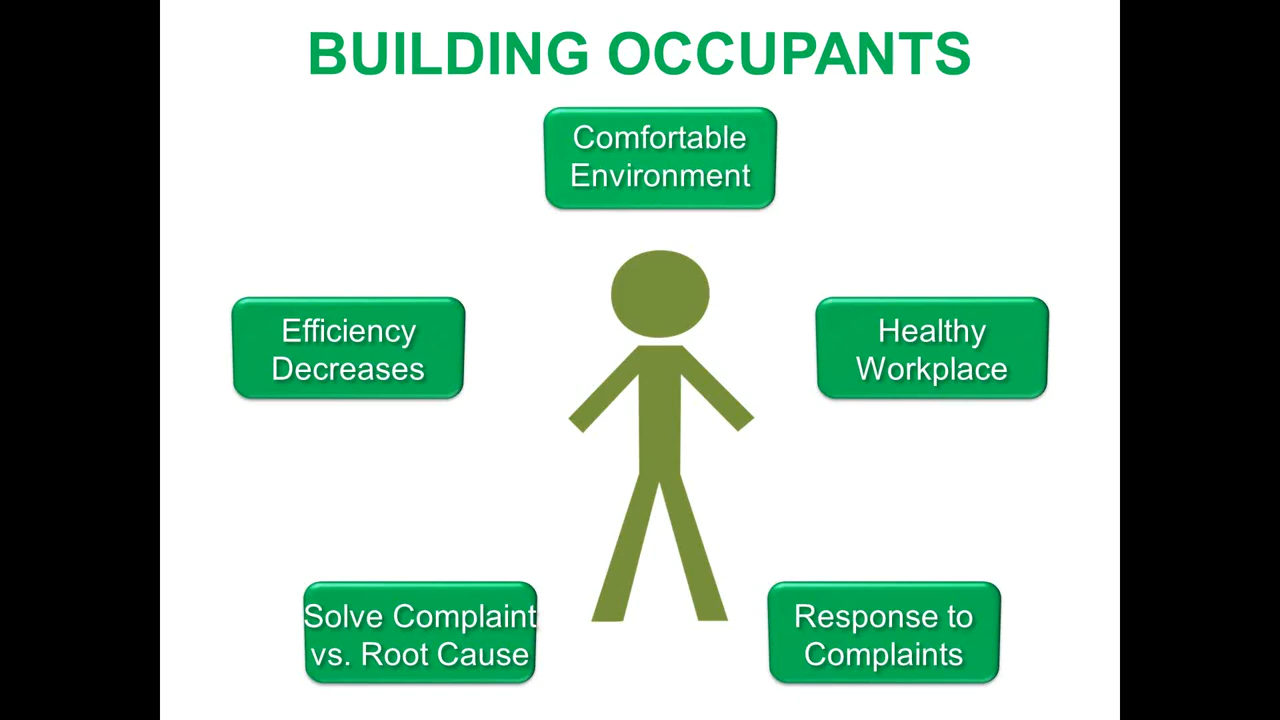 BUILDING OCCUPANTS
Comfortable
Environment
Efficiency
Decreases
Healthy
Workplace
Solve Complaint
vs. Root Cause
Response to
Complaints